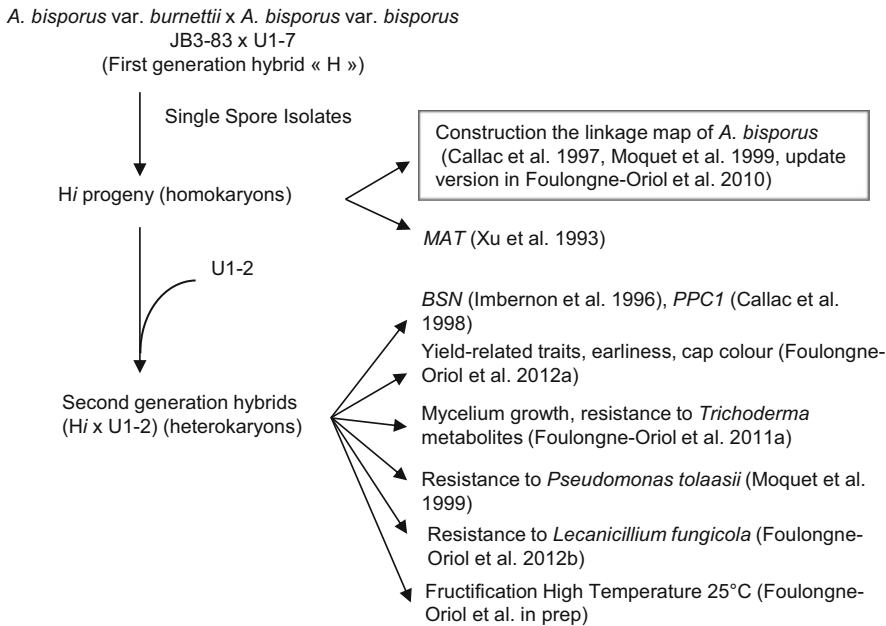 A. bisporus var. burnettii x A. bisporus var. bisporus
JB3-83 x U1-7
(First generation hybrid « H »)
Single Spore Isolates
Construction the linkage map of A. bisporus
(Callac et al. 1997, Moquet et al. 1999, update
version in Foulongne-Oriol et al. 2010)
Hi progeny (homokaryons)
MAT (Xu et al. 1993)
U1-2
BSN (Imbernon et al. 1996), PPC1 (Callac et al.
1998)
Yield-related traits, earliness, cap colour (Foulongne-
Oriol et al. 2012a)
Second generation hybrids
(Hi x U1-2) (heterokaryons)
Mycelium growth, resistance to Trichoderma
metabolites (Foulongne-Oriol et al. 2011a)
Resistance to Pseudomonas tolaasii (Moquet et al.
1999)
Resistance to Lecanicillium fungicola (Foulongne-
Oriol et al. 2012b)
Fructification High Temperature 25°C (Foulongne-
Oriol et al. in prep)